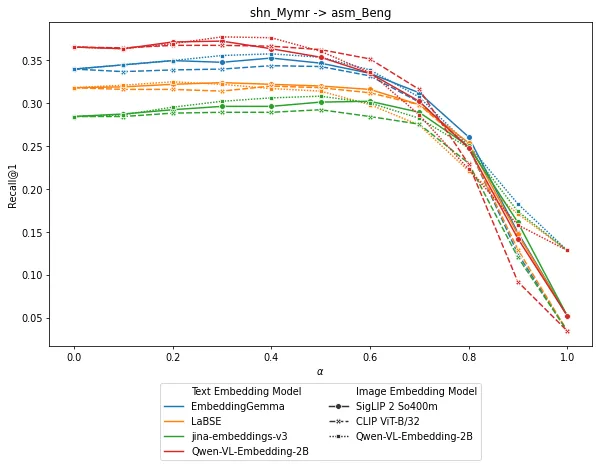 shn_Mymr -> asm_Beng
Recall@1
0.35
0.30
0.25
0.20
0.15
0.10
0.05
0.0 0.2 0.4 0.6 0.8 1.0
α
Text Embedding Model Image Embedding Model
EmbeddingGemma SigLIP 2 So400m
LaBSE CLIP ViT-B/32
jina-embeddings-v3 Qwen-VL-Embedding-2B
Qwen-VL-Embedding-2B